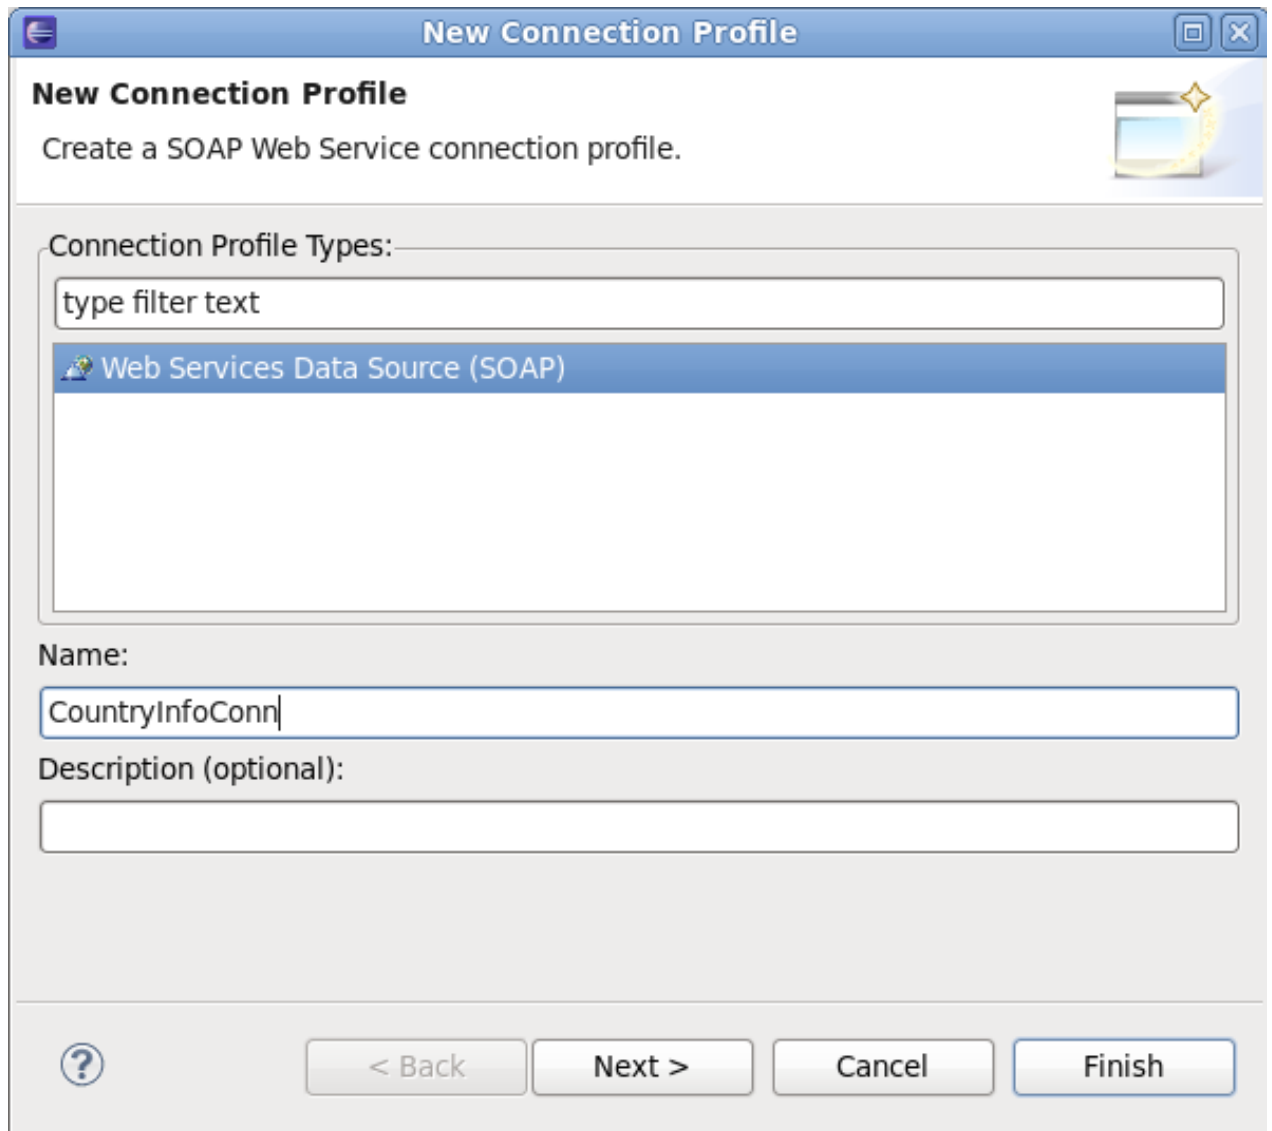 New Connection Profile
New Connection Profile
Create a SOAP Web Service connection profile.
Connection Profile Types:
type filter text
Web Services Data Source (SOAP)
Name:
CountryInfoConn
Description (optional):
?
< Back
Next >
Cancel
Finish